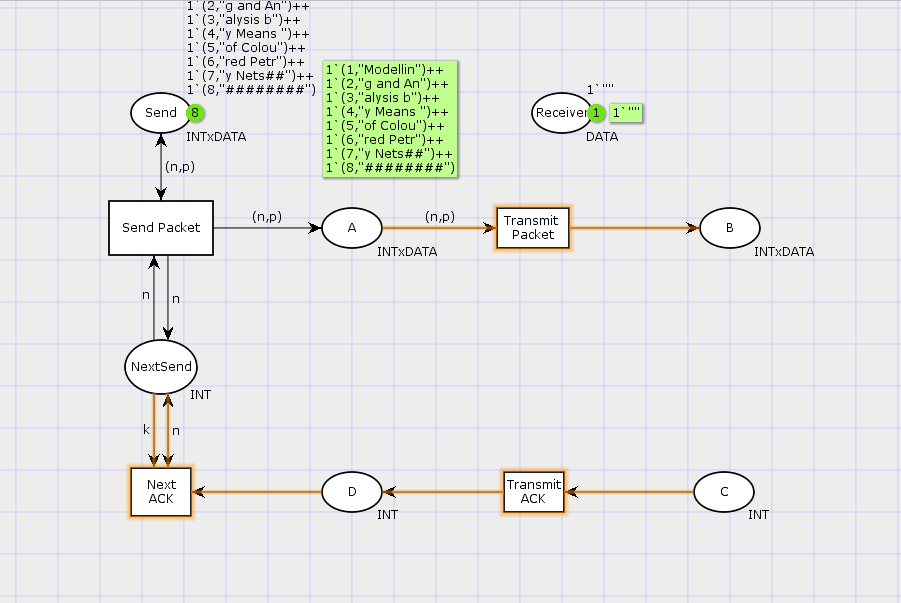 1`(2,"g and An")++
1`(3,"alysis b")++
1`(4,"y Means ")++
1`(5,"of Colou")++
1`(6,"red Petr")++
1`(7,"y Nets##")++
1`(8,"########")
1`(1,"Modellin")++
1`(2,"g and An")++
1`(3,"alysis b")++
1`(4,"y Means ")++
1`(5,"of Colou")++
1`(6,"red Petr")++
1`(7,"y Nets##")++
1`(8,"########")
1`""
Send
8
INTxDATA
Receiver
1
1`""
DATA
(n,p)
Send Packet
(n,p)
A
INTxDATA
(n,p)
Transmit
Packet
B
INTxDATA
n
n
NextSend
INT
k
n
Next
ACK
D
INT
Transmit
ACK
C
INT